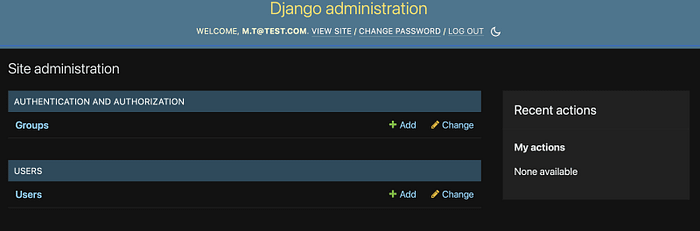 Django administration
WELCOME, M.T@TEST.COM. VIEW SITE / CHANGE PASSWORD / LOG OUT
Site administration
AUTHENTICATION AND AUTHORIZATION
Groups Add Change
USERS
Users Add Change
Recent actions
My actions
None available